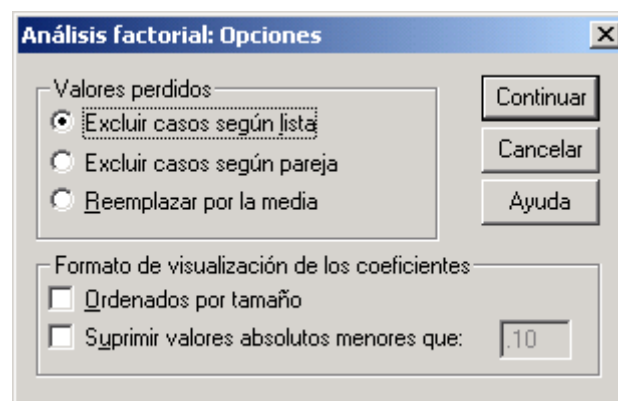 Análisis factorial: Opciones
Valores perdidos
Excluir casos según lista
Excluir casos según pareja
Reemplazar por la media
Continuar
Cancelar
Ayuda
Formato de visualización de los coeficientes
Ordenados por tamaño
Suprimir valores absolutos menores que: .10